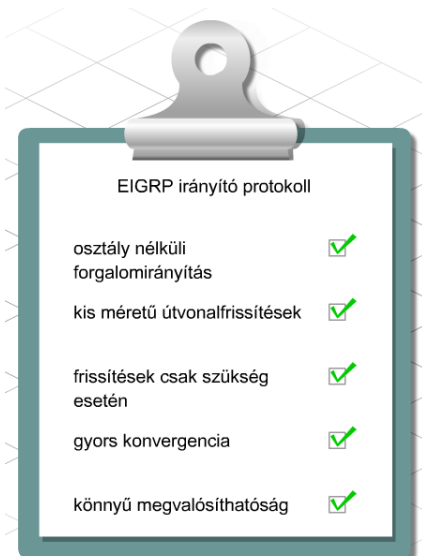 EIGRP irányító protokoll
osztály nélküli
forgalomirányítás
kis méretű útvonalfrissítések
frissítések csak szükség
esetén
gyors konvergencia
könnyű megvalósíthatóság